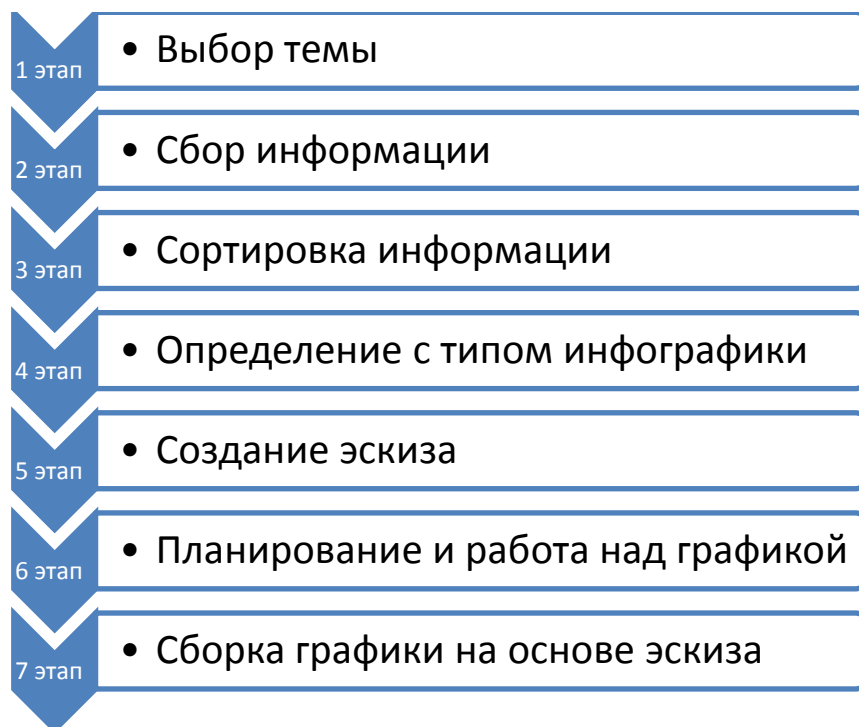 1 этап
• Выбор темы
2 этап
• Сбор информации
3 этап
• Сортировка информации
4 этап
• Определение с типом инфографики
5 этап
• Создание эскиза
6 этап
• Планирование и работа над графикой
7 этап
• Сборка графики на основе эскиза